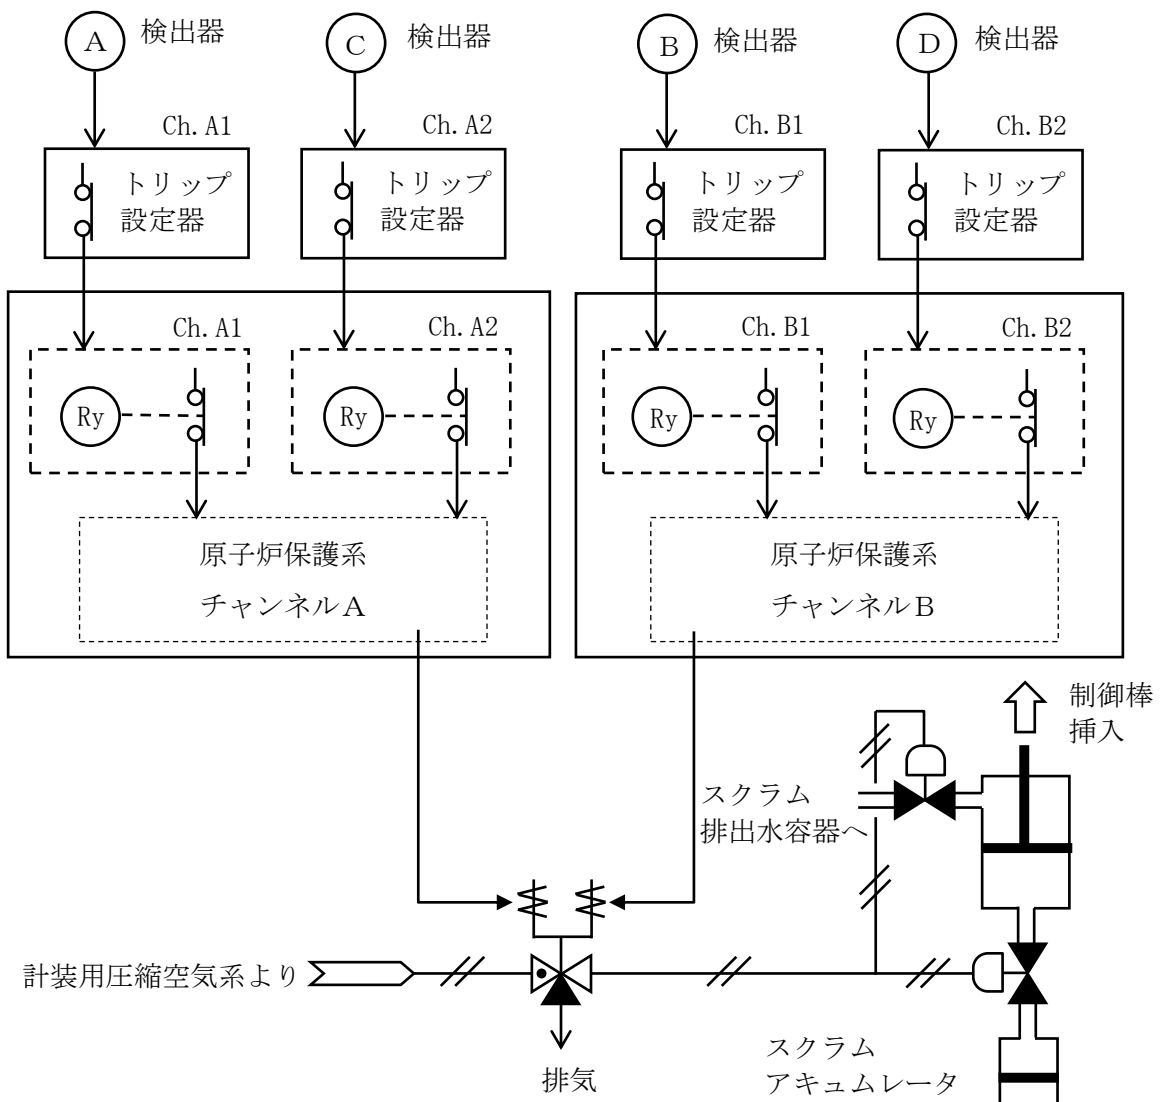 A 検出器
C 検出器
B 検出器
D 検出器
Ch. A1
Ch. A2
Ch. B1
Ch. B2
トリップ
設定器
トリップ
設定器
トリップ
設定器
トリップ
設定器
Ch. A1
Ch. A2
Ch. B1
Ch. B2
Ry
Ry
Ry
Ry
原子炉保護系
チャンネルA
原子炉保護系
チャンネルB
制御棒
挿入
スクラム
排出水容器へ
計装用圧縮空気系より
排気
スクラム
アキュムレータ